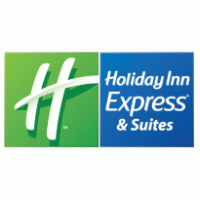 H
Holiday Inn
Express®
& Suites